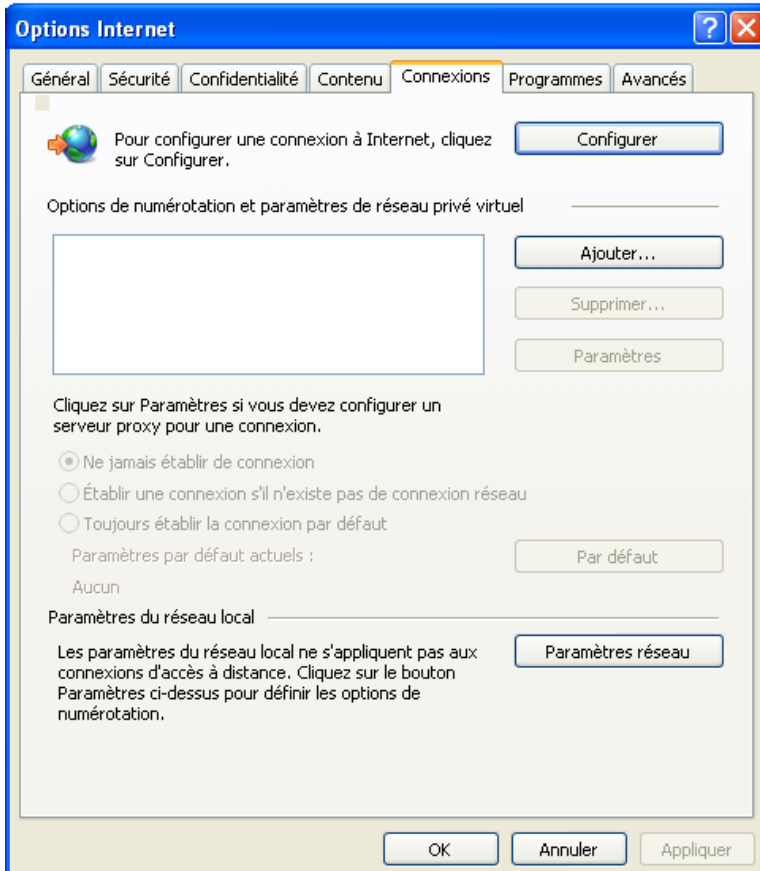 Options Internet
Général Sécurité Confidentialité Contenu Connexions Programmes Avancés
Pour configurer une connexion à Internet, cliquez
sur Configurer.
Configurer
Options de numérotation et paramètres de réseau privé virtuel
Ajouter...
Supprimer...
Paramètres
Cliquez sur Paramètres si vous devez configurer un
serveur proxy pour une connexion.
Ne jamais établir de connexion
Établir une connexion s'il n'existe pas de connexion réseau
Toujours établir la connexion par défaut
Paramètres par défaut actuels :
Par défaut
Aucun
Paramètres du réseau local
Les paramètres du réseau local ne s'appliquent pas aux
connexions d'accès à distance. Cliquez sur le bouton
Paramètres ci-dessus pour définir les options de
numérotation.
Paramètres réseau
OK Annuler Appliquer